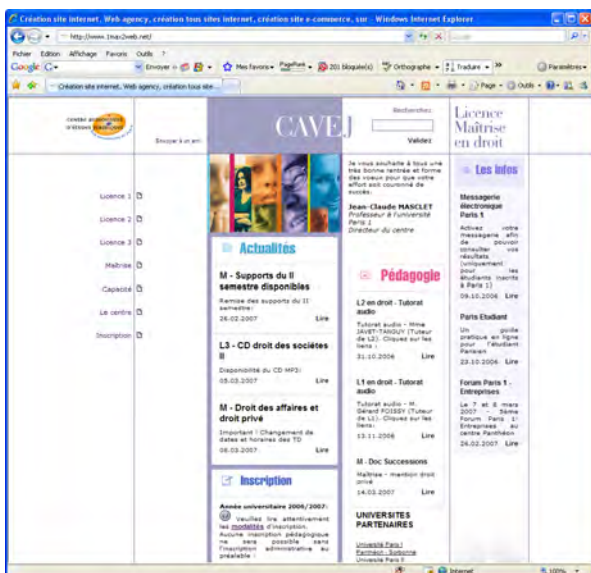 Création site internet, Web agency, création tous sites internet, création site e-commerce, sur - Windows Internet Explorer
http://www.1max2web.net/
Fichier Edition Affichage Favoris Outils ?
Google G Envoyer Mes favoris PageRank 201 bloquée(s) Orthographe Traduire Paramètres
Création site internet, Web agency, création tous site...
Page Outils
CENTRE
Envoyer à un ami
CAVEJ
Recherchez
Validez
Licence
Maîtrise
en droit
Licence 1
Licence 2
Licence 3
Maîtrise
Capacité
Le centre
Inscription
Actualités
M - Supports du II
semestre disponibles
Remise des supports du II
semestre:
26.02.2007 Lire
L3 - CD droit des sociétes
II
Disponibilité du CD MP3:
05.03.2007 Lire
M - Droit des affaires et
droit privé
Important ! Changement de
dates et horaires des TD
06.03.2007 Lire
Inscription
Année universitaire 2006/2007:
Veuillez lire attentivement
les modalités d'inscription.
Aucune inscription pédagogique
ne sera possible sans
l'inscription administrative au
préalable !
Je vous souhaite à tous une
très bonne rentrée et forme
des voeux pour que votre
effort soit couronné de
succès.
Jean-Claude MASCLET
Professeur à l'université
Paris 1
Directeur du centre
Pédagogie
L2 en droit - Tutorat
audio
Tutorat audio - Mme
JAVET-TANGUY (Tuteur
de L2). Cliquez sur les
liens :
31.10.2006 Lire
L1 en droit - Tutorat
audio
Tutorat audio - M.
Gérard POISSY (Tuteur
de L1). Cliquez sur les
liens:
13.11.2006 Lire
M - Doc Successions
Maîtrise - mention droit
privé
14.03.2007 Lire
UNIVERSITES
PARTENAIRES
Université Paris I
Panthéon - Sorbonne
Université Paris II
Les infos
Messagerie
électronique
Paris 1
Activez votre
messagerie afin
de pouvoir
consulter vos
résultats
(uniquement
pour les
étudiants inscrits
à Paris 1)
09.10.2006 Lire
Paris Etudiant
Un guide
pratique en ligne
pour l'étudiant
Parisien
23.10.2006 Lire
Forum Paris 1 -
Entreprises
Le 7 et 8 mars
2007 - 5ème
Forum Paris 1/
Entreprises au
centre Panthéon
26.02.2007 Lire
Internet 100%